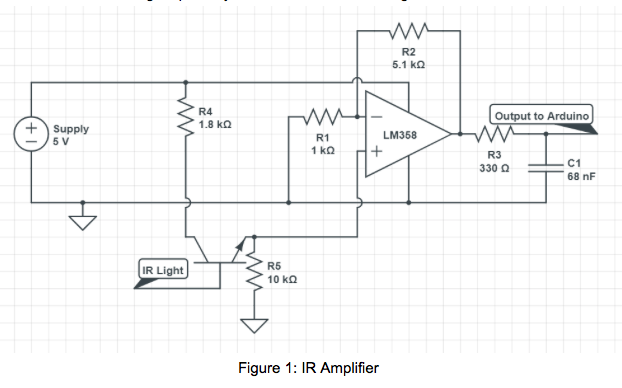 R2
5.1 kΩ
R4
1.8 kΩ
Supply
5 V
+
−
R1
1 kΩ
−
+
LM358
Output to Arduino
R3
330 Ω
C1
68 nF
IR Light
R5
10 kΩ
Figure 1: IR Amplifier